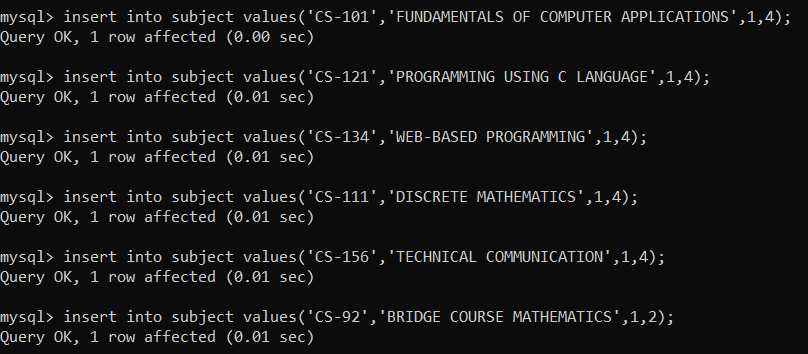 mysql> insert into subject values('CS-101','FUNDAMENTALS OF COMPUTER APPLICATIONS',1,4);
Query OK, 1 row affected (0.00 sec)
mysql> insert into subject values('CS-121','PROGRAMMING USING C LANGUAGE',1,4);
Query OK, 1 row affected (0.01 sec)
mysql> insert into subject values('CS-134','WEB-BASED PROGRAMMING',1,4);
Query OK, 1 row affected (0.01 sec)
mysql> insert into subject values('CS-111','DISCRETE MATHEMATICS',1,4);
Query OK, 1 row affected (0.01 sec)
mysql> insert into subject values('CS-156','TECHNICAL COMMUNICATION',1,4);
Query OK, 1 row affected (0.01 sec)
mysql> insert into subject values('CS-92','BRIDGE COURSE MATHEMATICS',1,2);
Query OK, 1 row affected (0.01 sec)